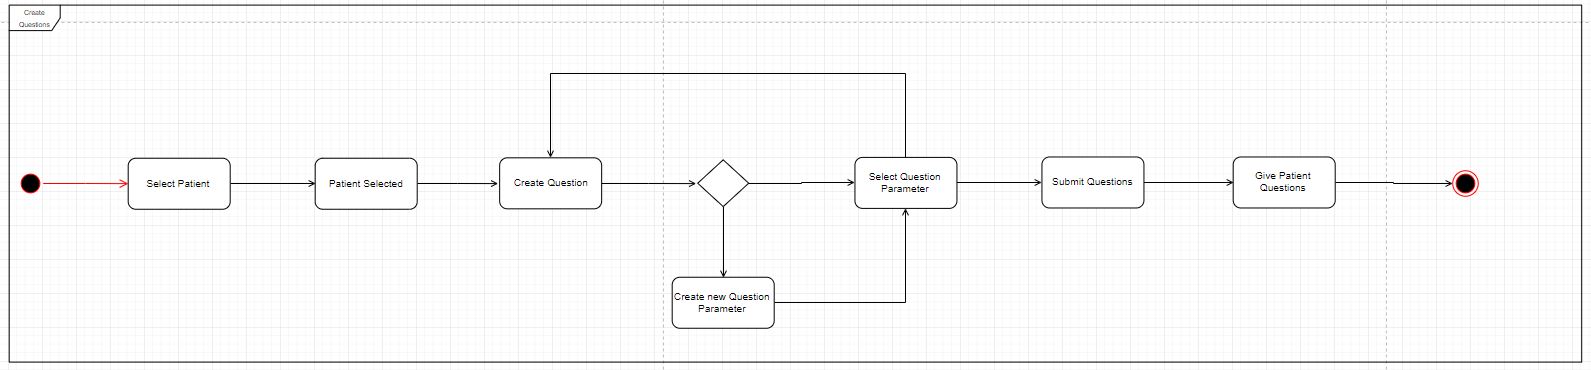 Create
Questions
Select Patient
Patient Selected
Create Question
Select Question
Parameter
Submit Questions
Give Patient
Questions
Create new Question
Parameter